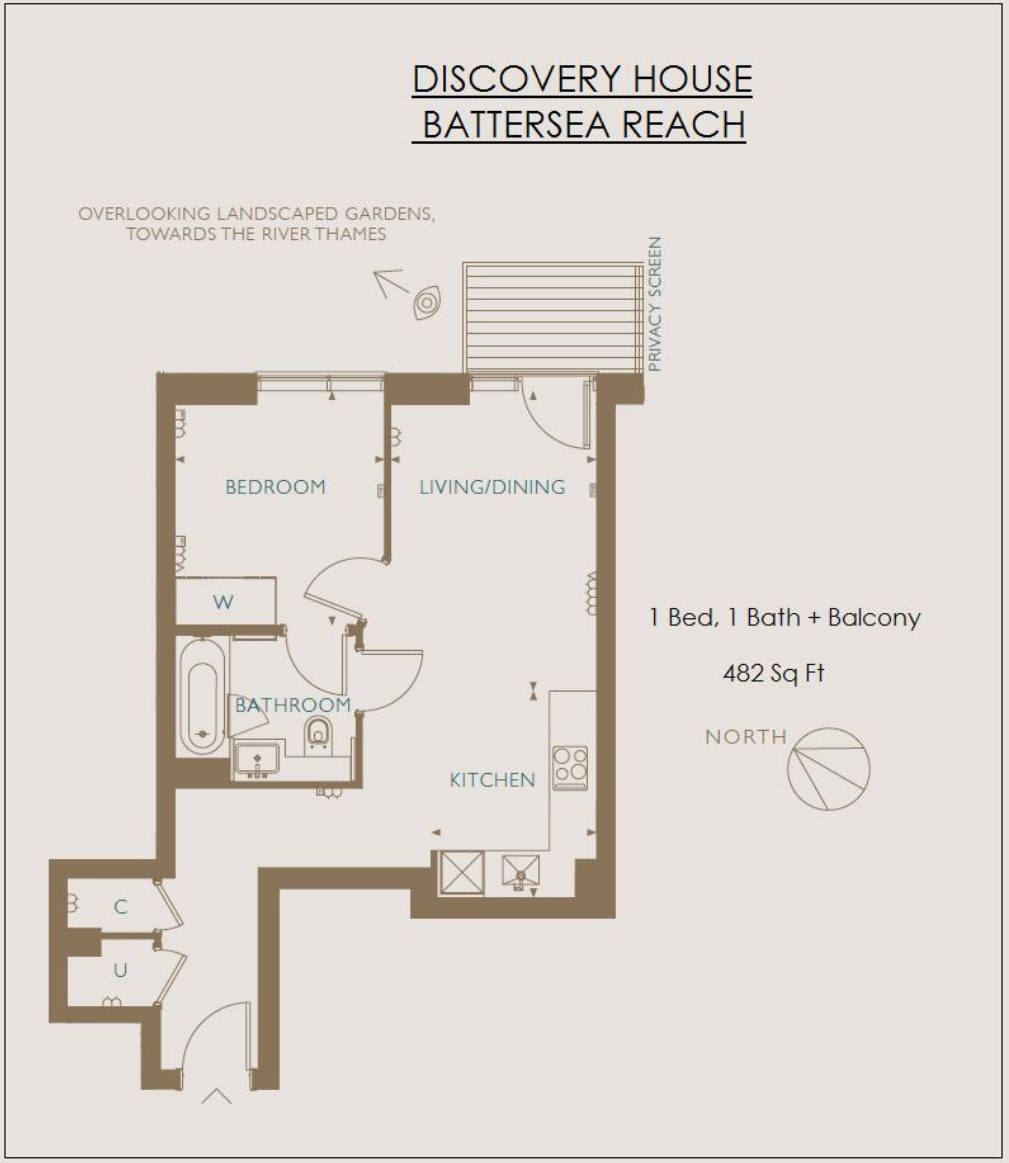 DISCOVERY HOUSE
BATTERSEA REACH
OVERLOOKING LANDSCAPED GARDENS,
TOWARDS THE RIVER THAMES
PRIVACY SCREEN
BEDROOM
LIVING/DINING
W
1 Bed, 1 Bath + Balcony
482 Sq Ft
BATHROOM
NORTH
KITCHEN
C
U